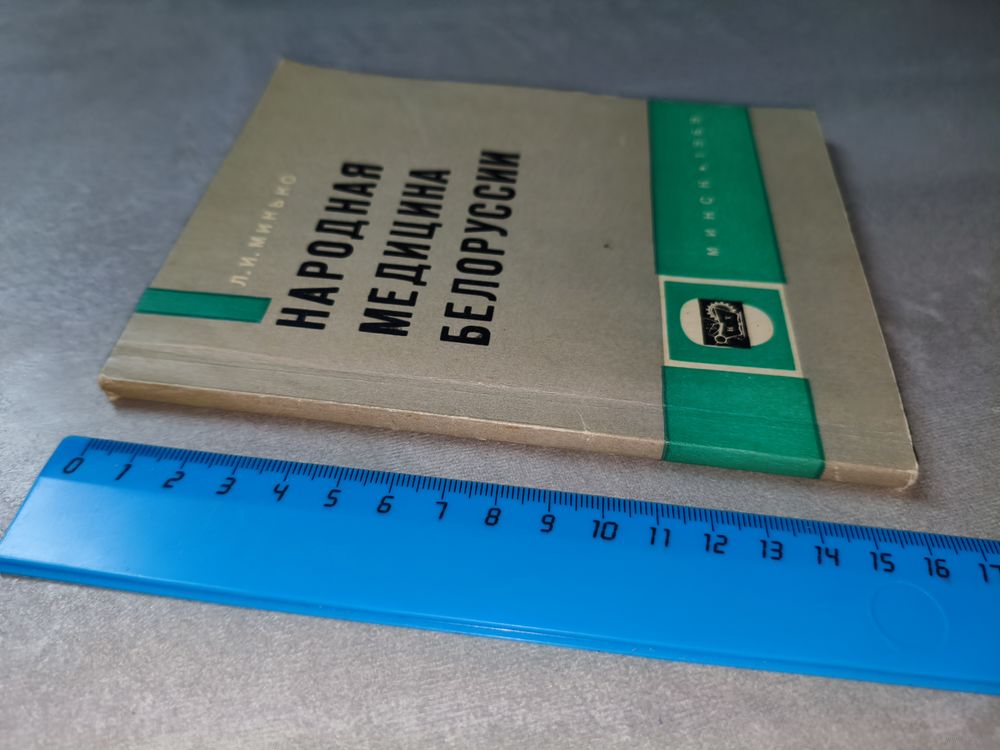 Л. И. МИНЬКО
НАРОДНАЯ
МЕДИЦИНА
БЕЛОРУССИИ
МИНСК * 1969
0 1 2 3 4 5 6 7 8 9 10 11 12 13 14 15 16 17